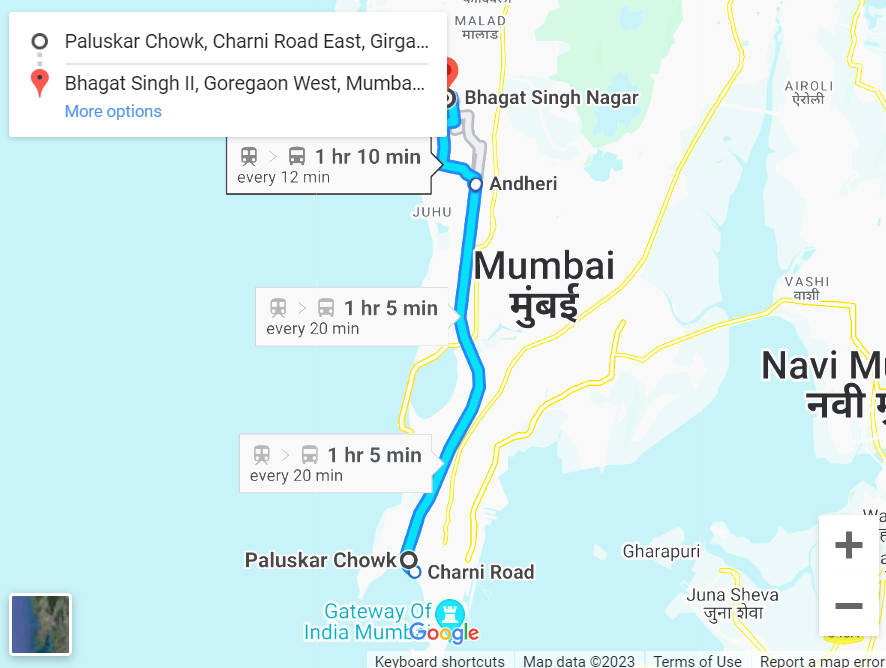 Paluskar Chowk, Charni Road East, Girga...
Bhagat Singh II, Goregaon West, Mumba...
More options
MALAD
मालाड
AIROLI
ऐरोली
Bhagat Singh Nagar
1 hr 10 min
every 12 min
Andheri
JUHU
Mumbai
मुंबई
VASHI
वाशी
1 hr 5 min
every 20 min
Navi Mu
नवी मु
1 hr 5 min
every 20 min
Paluskar Chowk
Charni Road
Gharapuri
Juna Sheva
जुना शेवा
Gateway Of
India Mumbai
Google
Keyboard shortcuts
Map data ©2023
Terms of Use
Report a map error